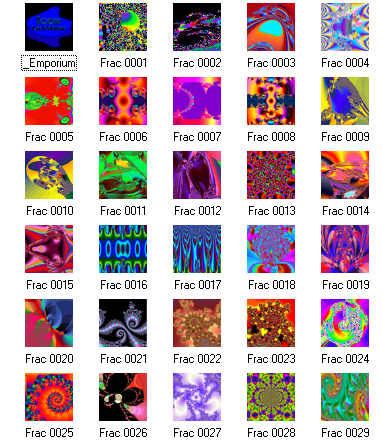 _Emporium Frac 0001 Frac 0002 Frac 0003 Frac 0004
Frac 0005 Frac 0006 Frac 0007 Frac 0008 Frac 0009
Frac 0010 Frac 0011 Frac 0012 Frac 0013 Frac 0014
Frac 0015 Frac 0016 Frac 0017 Frac 0018 Frac 0019
Frac 0020 Frac 0021 Frac 0022 Frac 0023 Frac 0024
Frac 0025 Frac 0026 Frac 0027 Frac 0028 Frac 0029